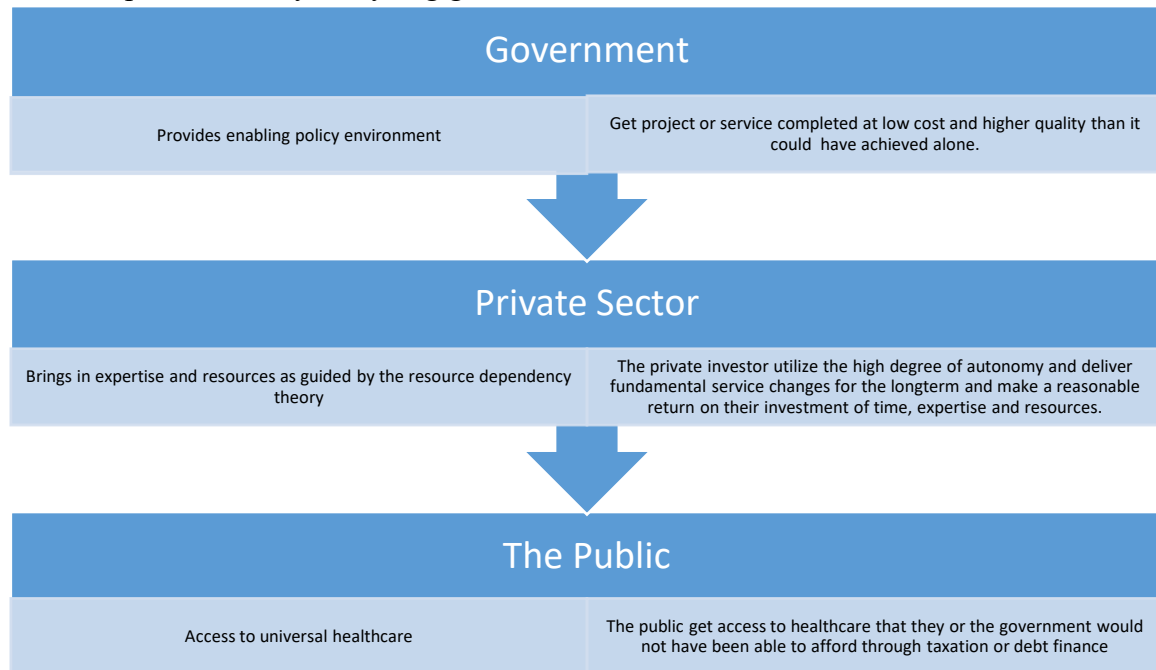 Government
Provides enabling policy environment
Get project or service completed at low cost and higher quality than it
could have achieved alone.
Private Sector
Brings in expertise and resources as guided by the resource dependency
theory
The private investor utilize the high degree of autonomy and deliver
fundamental service changes for the longterm and make a reasonable
return on their investment of time, expertise and resources.
The Public
Access to universal healthcare
The public get access to healthcare that they or the government would
not have been able to afford through taxation or debt finance